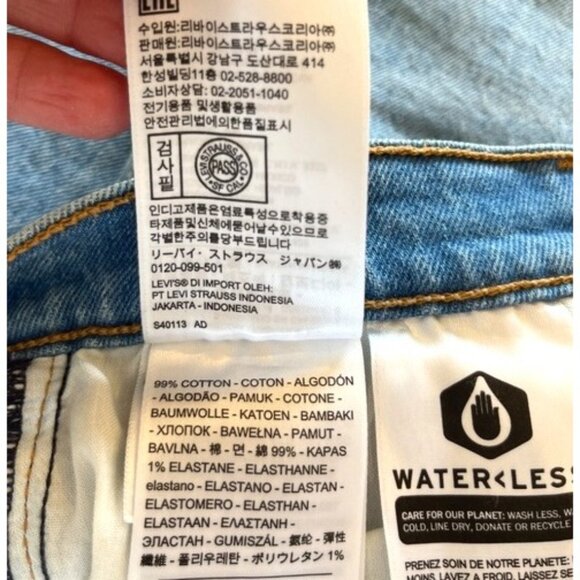 EAC
수입원:리바이스트라우스코리아㈜
판매원:리바이스트라우스코리아㈜
서울특별시 강남구 도산대로 414
한성빌딩11층 02-528-8800
소비자상담: 02-2051-1040
전기용품 및생활용품
안전관리법에의한품질표시
검사필
LEVI STRAUSS & CO
PASS
SF CAL
인디고제품은염료특성으로착용중
타제품및신체에묻어날수있으므로
각별한주의를당부드립니다
リーバイ・ストラウス ジャパン㈱
0120-099-501
LEVI'S® DI IMPORT OLEH:
PT LEVI STRAUSS INDONESIA
JAKARTA - INDONESIA
S40113 AD
99% COTTON - COTON - ALGODÓN
- ALGODÃO - PAMUK - COTONE -
BAUMWOLLE - KATOEN - BAMBAKI
- ХЛОПОК - BAWEŁNA - PAMUT -
BAVLNA - 棉 - 면 - 綿 99% - KAPAS
1% ELASTANE - ELASTHANNE -
elastano - ELASTANO - ELASTAN -
ELASTOMERO - ELASTHAN -
ELASTAAN - ΕΛΑΣΤΑΝΗ -
ЭЛАСТАН - GUMISZÁL - 氨纶 - 彈性
纖維 - 폴리우레탄 - ポリウレタン 1%
WATER<LESS
CARE FOR OUR PLANET: WASH LESS, W
COLD, LINE DRY, DONATE OR RECYCLE
PRENEZ SOIN DE NOTRE PLANETE:
MOINS, LAVEZ A FROID, LAISSEZ SE